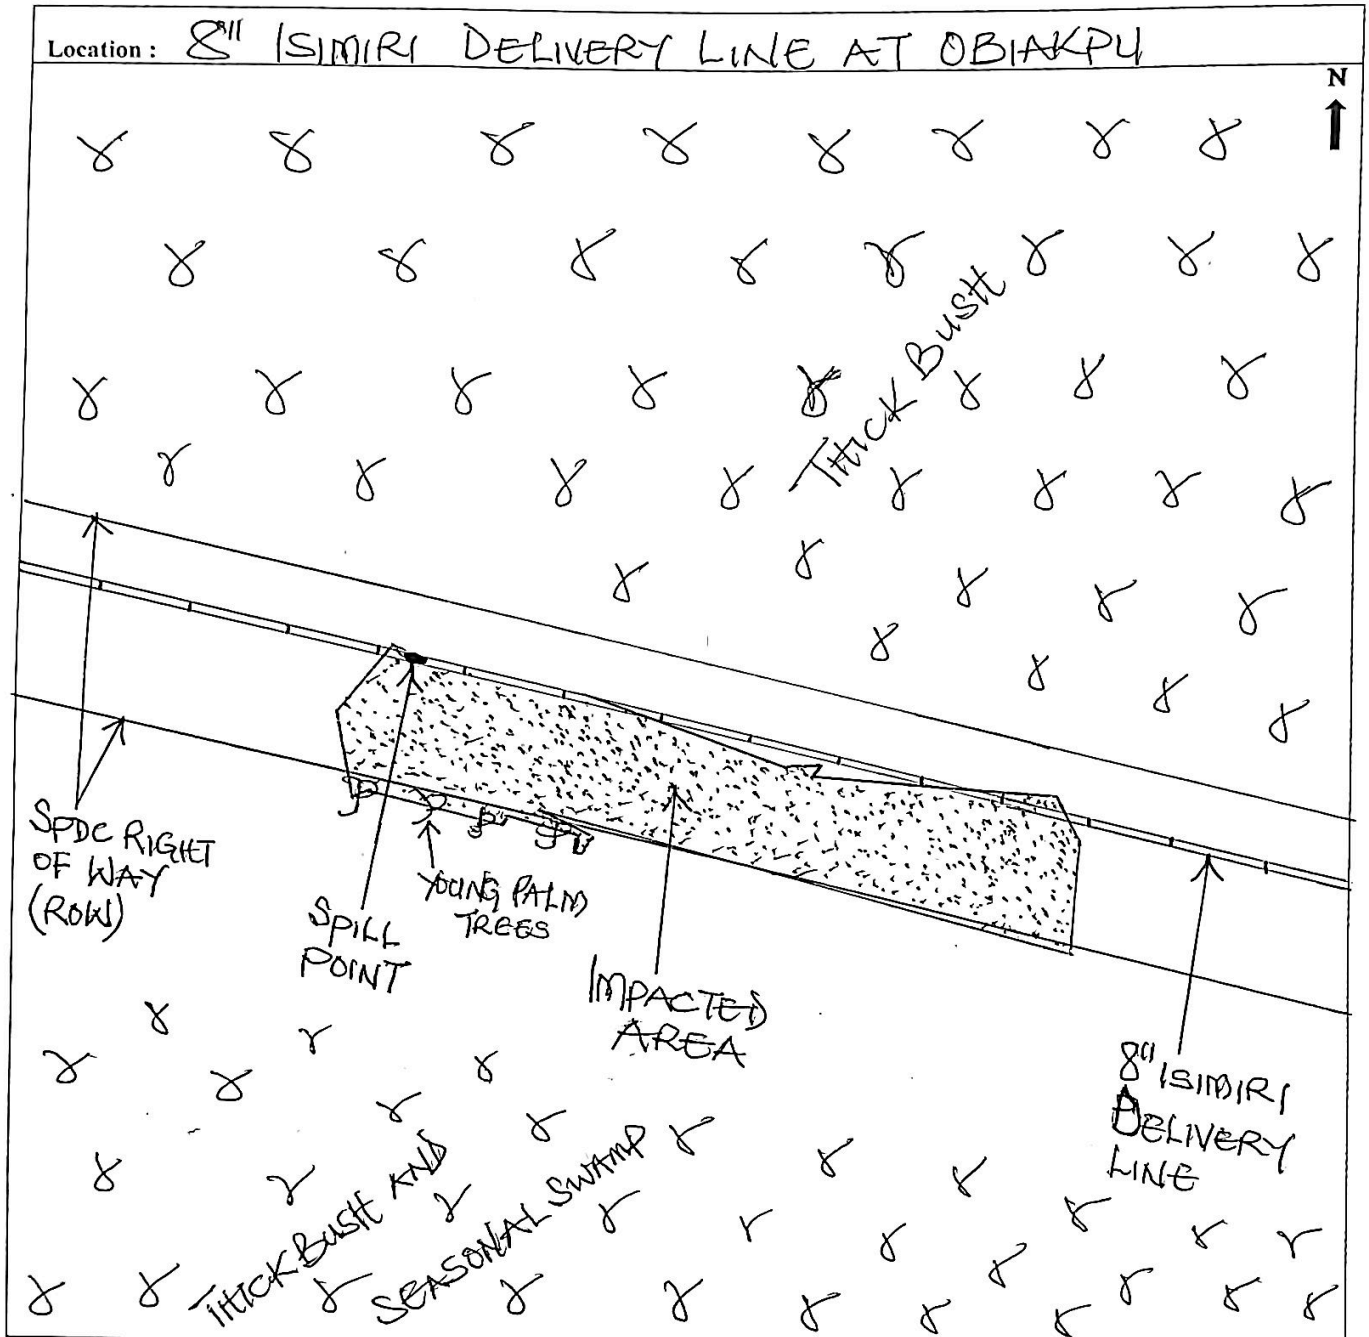 Location : 8" ISIMIRI DELIVERY LINE AT OBIAKPU
N
THICK BUSH
SPDC RIGHT
OF WAY
(ROW)
SPILL
POINT
YOUNG PALM
TREES
IMPACTED
AREA
8" ISIMIRI
DELIVERY
LINE
THICK BUSH AND
SEASONAL SWAMP